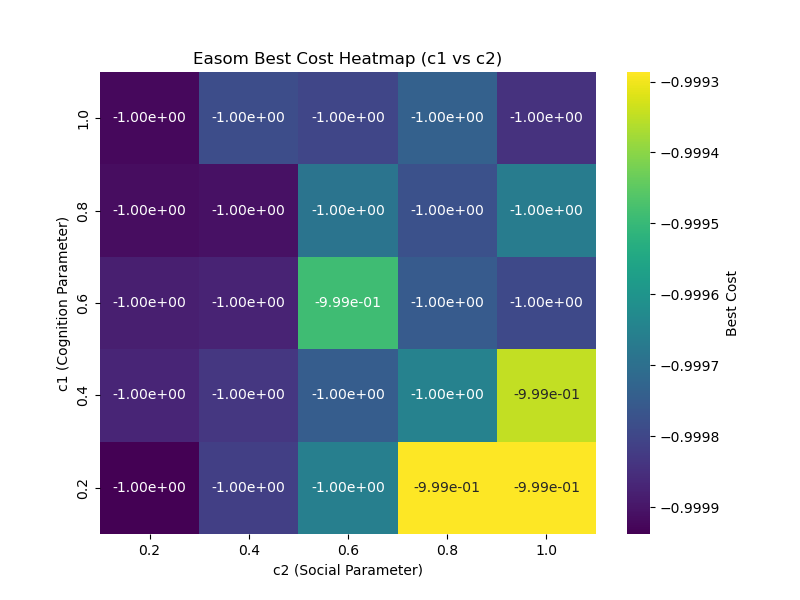 Easom Best Cost Heatmap (c1 vs c2)
c1 (Cognition Parameter)
1.0 -1.00e+00 -1.00e+00 -1.00e+00 -1.00e+00 -1.00e+00
0.8 -1.00e+00 -1.00e+00 -1.00e+00 -1.00e+00 -1.00e+00
0.6 -1.00e+00 -1.00e+00 -9.99e-01 -1.00e+00 -1.00e+00
0.4 -1.00e+00 -1.00e+00 -1.00e+00 -1.00e+00 -9.99e-01
0.2 -1.00e+00 -1.00e+00 -1.00e+00 -9.99e-01 -9.99e-01
0.2 0.4 0.6 0.8 1.0
c2 (Social Parameter)
−0.9993
−0.9994
−0.9995
−0.9996
−0.9997
−0.9998
−0.9999
Best Cost